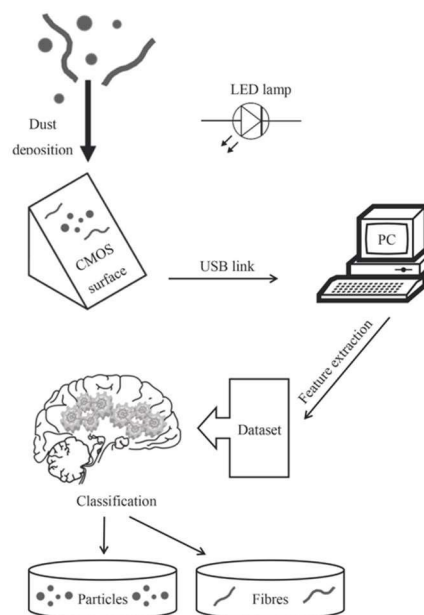 LED lamp
Dust
deposition
CMOS
surface
USB link
PC
Feature extraction
Dataset
Classification
Particles
Fibres